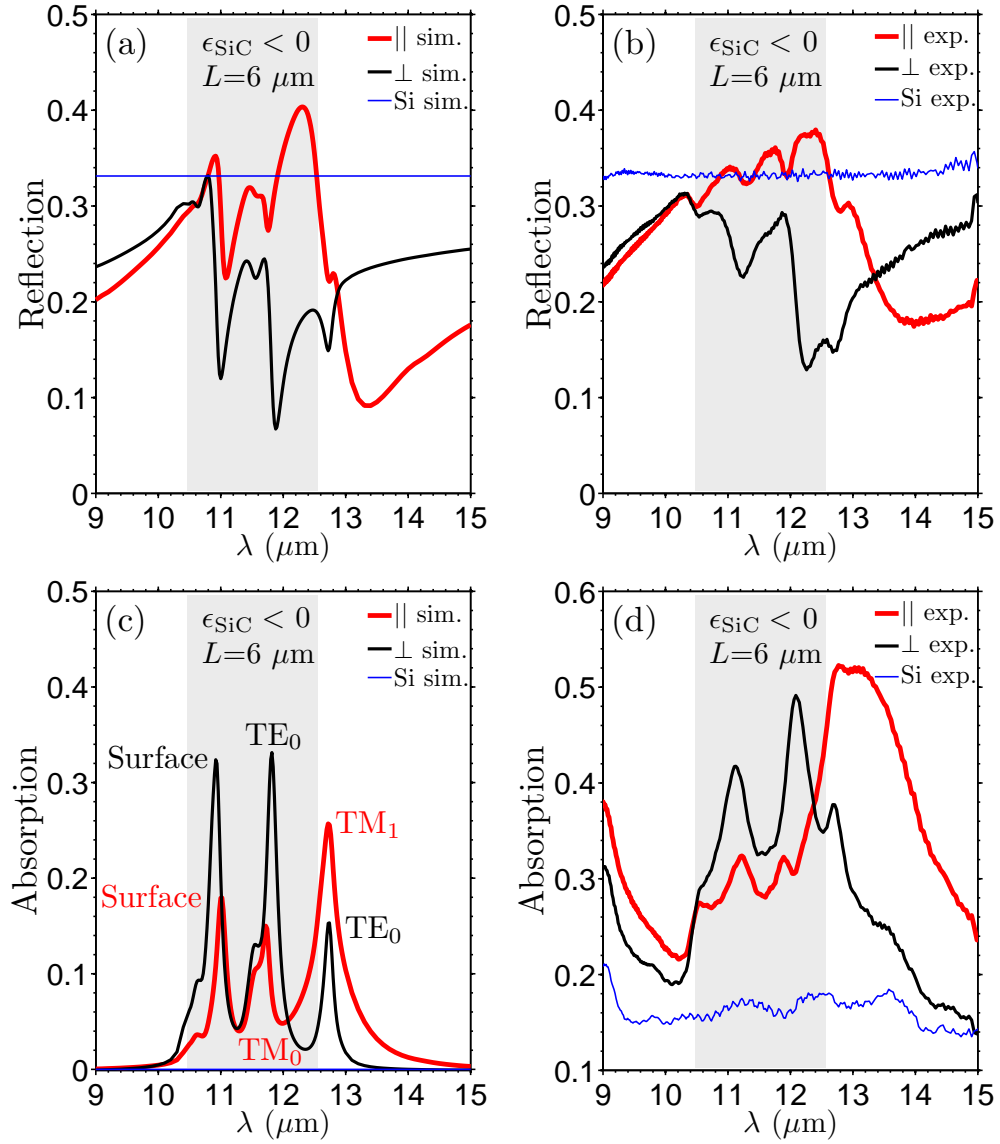 (a)
ϵSiC < 0
L=6 μm
|| sim.
⊥ sim.
Si sim.
Reflection
0.5
0.4
0.3
0.2
0.1
0
9 10 11 12 13 14 15
λ (μm)
(b)
ϵSiC < 0
L=6 μm
|| exp.
⊥ exp.
Si exp.
Reflection
0.5
0.4
0.3
0.2
0.1
0
9 10 11 12 13 14 15
λ (μm)
(c)
ϵSiC < 0
L=6 μm
|| sim.
⊥ sim.
Si sim.
Absorption
0.5
0.4
0.3
0.2
0.1
0
Surface
TE0
TM1
Surface
TE0
TM0
9 10 11 12 13 14 15
λ (μm)
(d)
ϵSiC < 0
L=6 μm
|| exp.
⊥ exp.
Si exp.
Absorption
0.6
0.5
0.4
0.3
0.2
0.1
9 10 11 12 13 14 15
λ (μm)